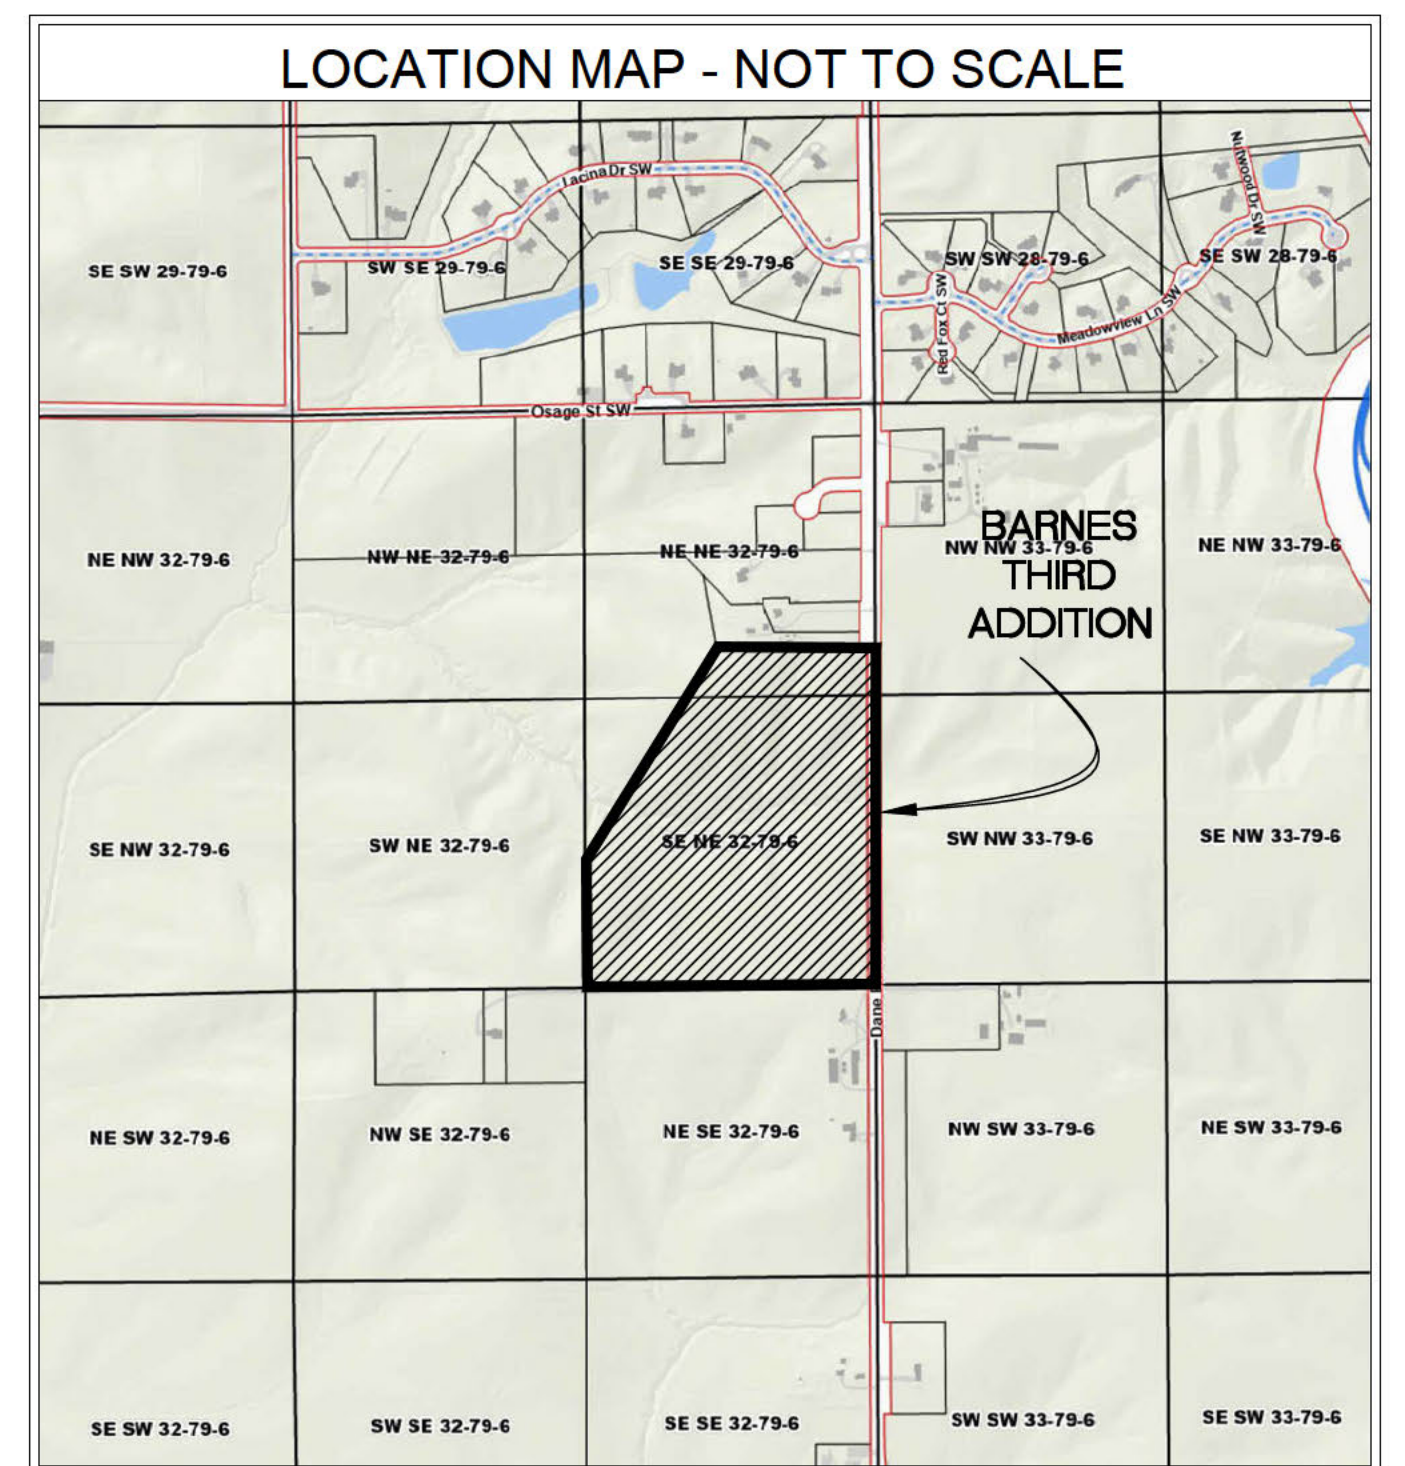 LOCATION MAP - NOT TO SCALE
Nutwood Dr SW
Lacina Dr SW
SE SW 29-79-6
SW SE 29-79-6
SE SE 29-79-6
SW SW 28-79-6
SE SW 28-79-6
Red Fox Ct SW
Meadowview Ln SW
Osage St SW
NE NW 32-79-6
NW NE 32-79-6
NE NE 32-79-6
NW NW 33-79-6
NE NW 33-79-6
BARNES
THIRD
ADDITION
SE NW 32-79-6
SW NE 32-79-6
SE NE 32-79-6
SW NW 33-79-6
SE NW 33-79-6
Dane
NE SW 32-79-6
NW SE 32-79-6
NE SE 32-79-6
NW SW 33-79-6
NE SW 33-79-6
SE SW 32-79-6
SW SE 32-79-6
SE SE 32-79-6
SW SW 33-79-6
SE SW 33-79-6